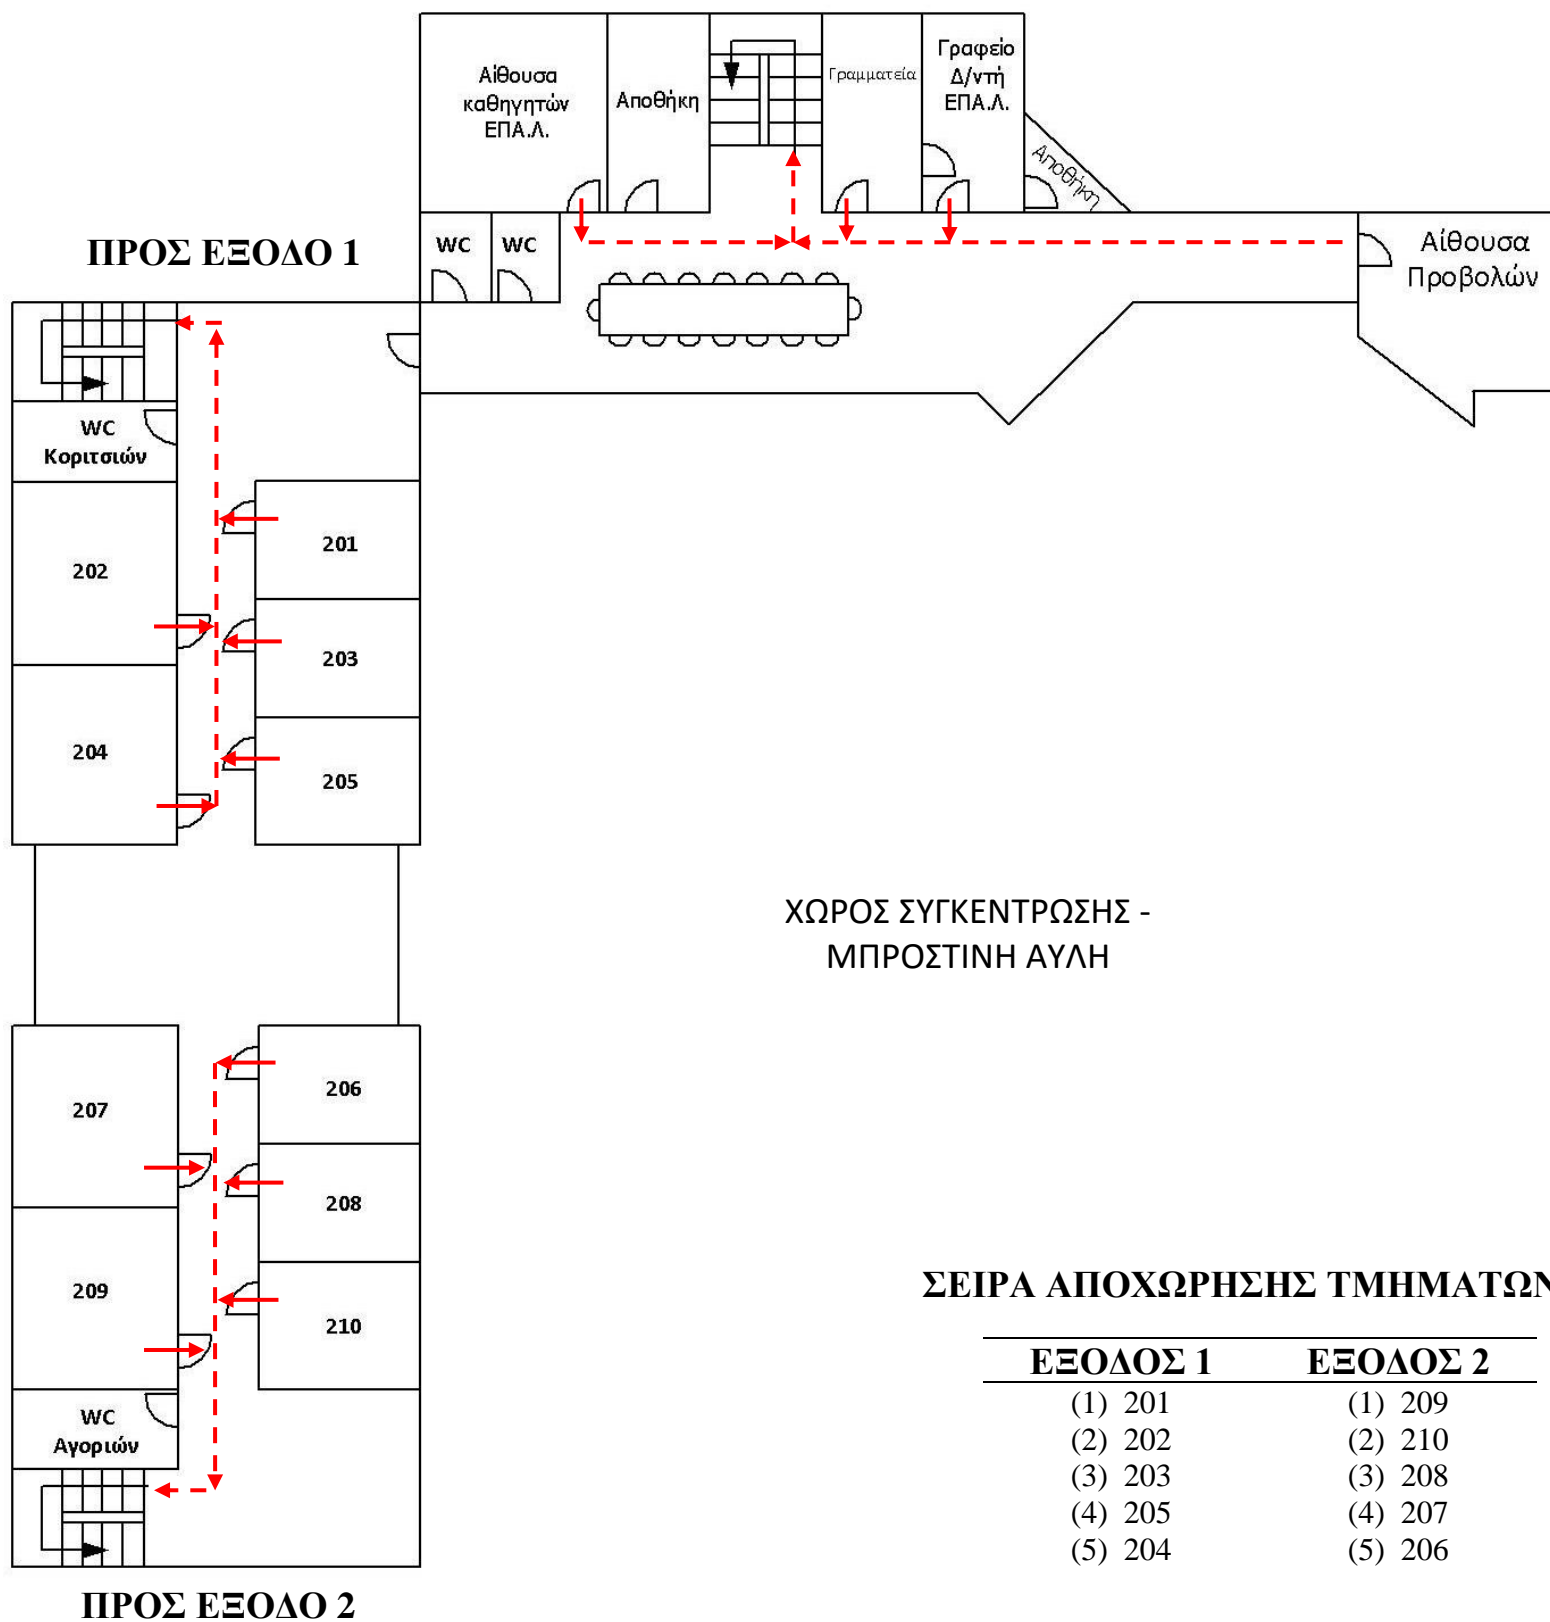 Αίθουσα
καθηγητών
ΕΠΑ.Λ.
Αποθήκη
Γραμματεία
Γραφείο
Δ/ντή
ΕΠΑ.Λ.
Αποθήκη
ΠΡΟΣ ΕΞΟΔΟ 1
WC
WC
Αίθουσα
Προβολών
WC
Κοριτσιών
201
202
203
204
205
ΧΩΡΟΣ ΣΥΓΚΕΝΤΡΩΣΗΣ -
ΜΠΡΟΣΤΙΝΗ ΑΥΛΗ
206
207
208
209
210
WC
Αγοριών
ΠΡΟΣ ΕΞΟΔΟ 2
ΣΕΙΡΑ ΑΠΟΧΩΡΗΣΗΣ ΤΜΗΜΑΤΩΝ
ΕΞΟΔΟΣ 1 ΕΞΟΔΟΣ 2
(1) 201 (1) 209
(2) 202 (2) 210
(3) 203 (3) 208
(4) 205 (4) 207
(5) 204 (5) 206